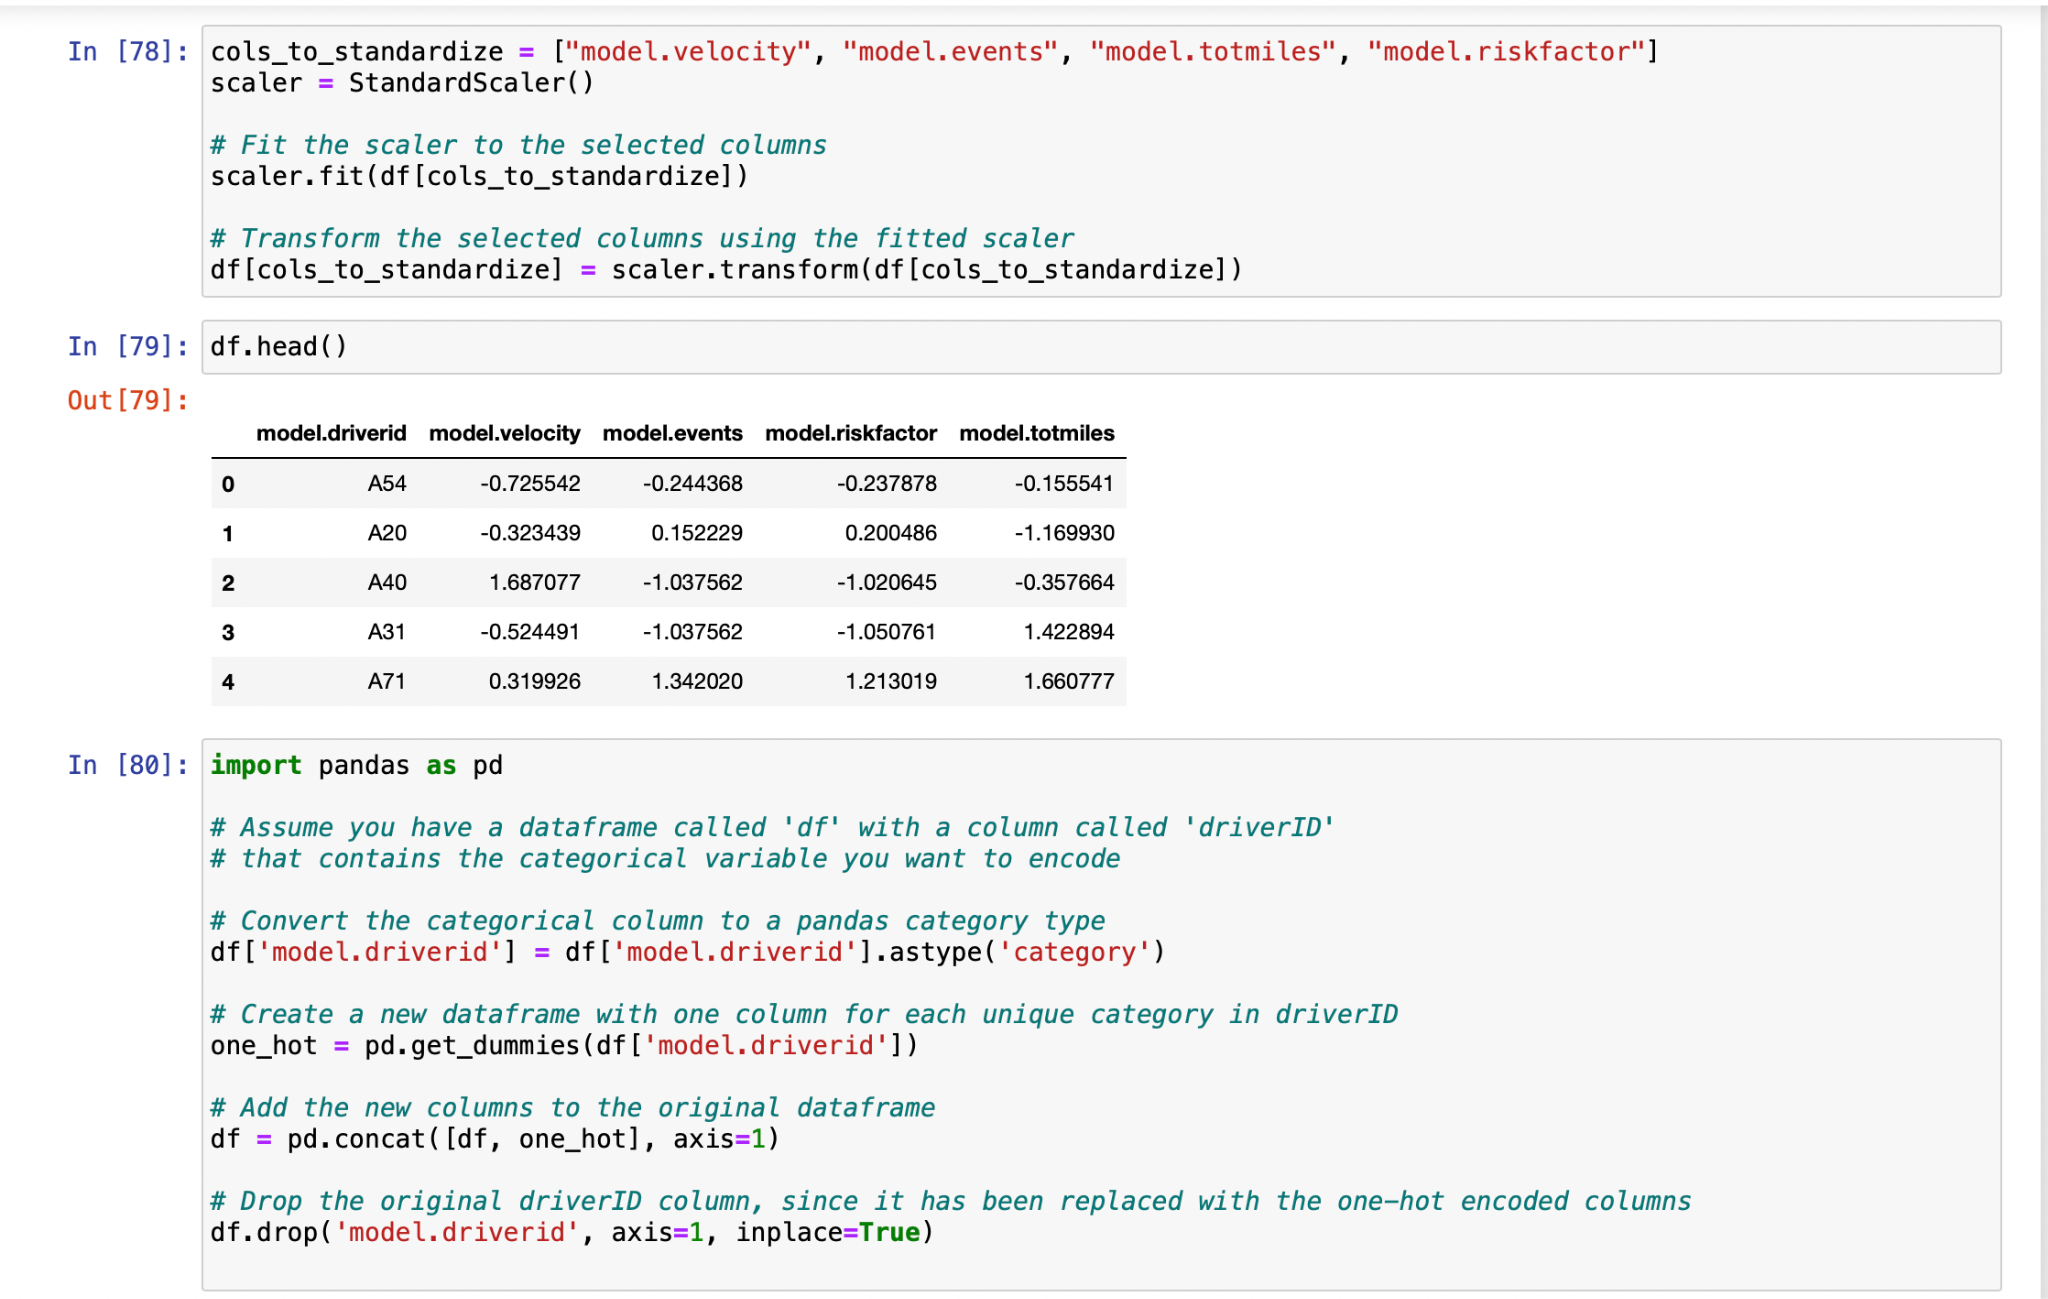 In [78]: cols_to_standardize = ["model.velocity", "model.events", "model.totmiles", "model.riskfactor"]
scaler = StandardScaler()
# Fit the scaler to the selected columns
scaler.fit(df[cols_to_standardize])
# Transform the selected columns using the fitted scaler
df[cols_to_standardize] = scaler.transform(df[cols_to_standardize])
In [79]: df.head()
Out[79]:
model.driverid model.velocity model.events model.riskfactor model.totmiles
0 A54 -0.725542 -0.244368 -0.237878 -0.155541
1 A20 -0.323439 0.152229 0.200486 -1.169930
2 A40 1.687077 -1.037562 -1.020645 -0.357664
3 A31 -0.524491 -1.037562 -1.050761 1.422894
4 A71 0.319926 1.342020 1.213019 1.660777
In [80]: import pandas as pd
# Assume you have a dataframe called 'df' with a column called 'driverID'
# that contains the categorical variable you want to encode
# Convert the categorical column to a pandas category type
df['model.driverid'] = df['model.driverid'].astype('category')
# Create a new dataframe with one column for each unique category in driverID
one_hot = pd.get_dummies(df['model.driverid'])
# Add the new columns to the original dataframe
df = pd.concat([df, one_hot], axis=1)
# Drop the original driverID column, since it has been replaced with the one-hot encoded columns
df.drop('model.driverid', axis=1, inplace=True)